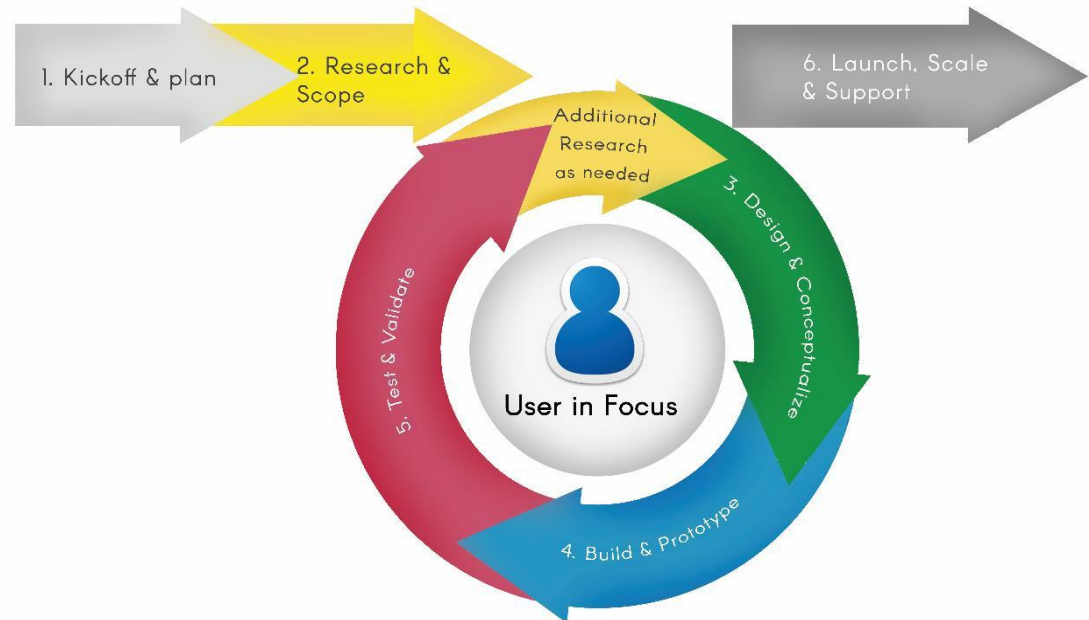 1. Kickoff & plan
2. Research &
Scope
Additional
Research
as needed
3. Design & Conceptualize
4. Build & Prototype
5. Test & Validate
User in Focus
6. Launch, Scale
& Support